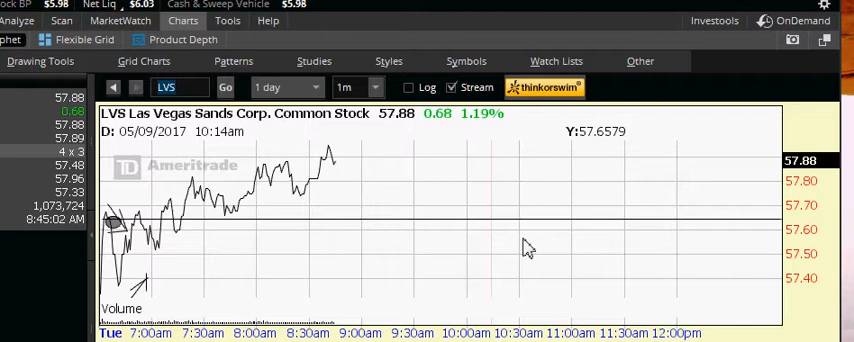 ock BP $5.98 Net Liq $6.03 Cash & Sweep Vehicle $5.98
Analyze Scan MarketWatch Charts Tools Help Investools OnDemand
phet Flexible Grid Product Depth
Drawing Tools Grid Charts Patterns Studies Styles Symbols Watch Lists Other
LVS Go 1 day 1m Log Stream thinkorswim
57.88
0.68
57.88
57.89
4 x 3
57.48
57.96
57.33
1,073,724
8:45:02 AM
LVS Las Vegas Sands Corp. Common Stock 57.88 0.68 1.19%
D: 05/09/2017 10:14am Y:57.6579
TD Ameritrade
57.88
57.80
57.70
57.60
57.50
57.40
Volume
Tue 7:00am 7:30am 8:00am 8:30am 9:00am 9:30am 10:00am 10:30am 11:00am 11:30am 12:00pm